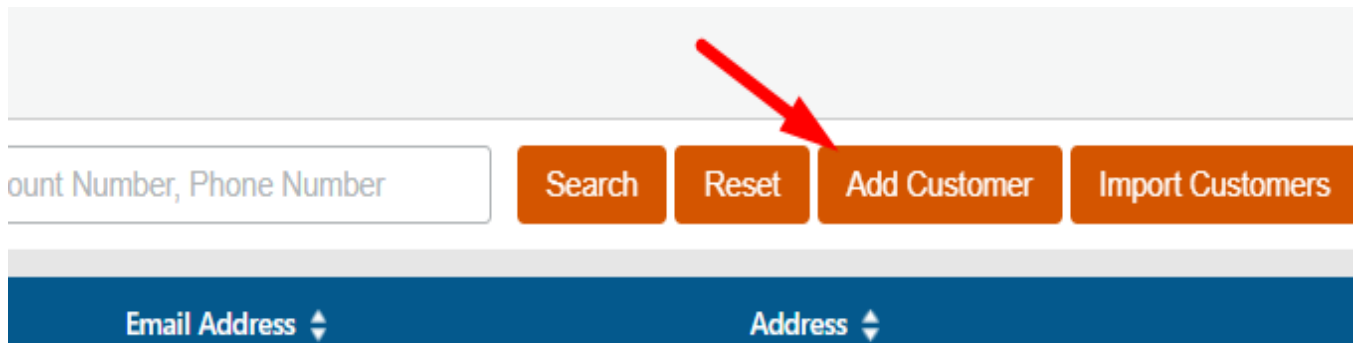 ount Number, Phone Number Search Reset Add Customer Import Customers
Email Address Address